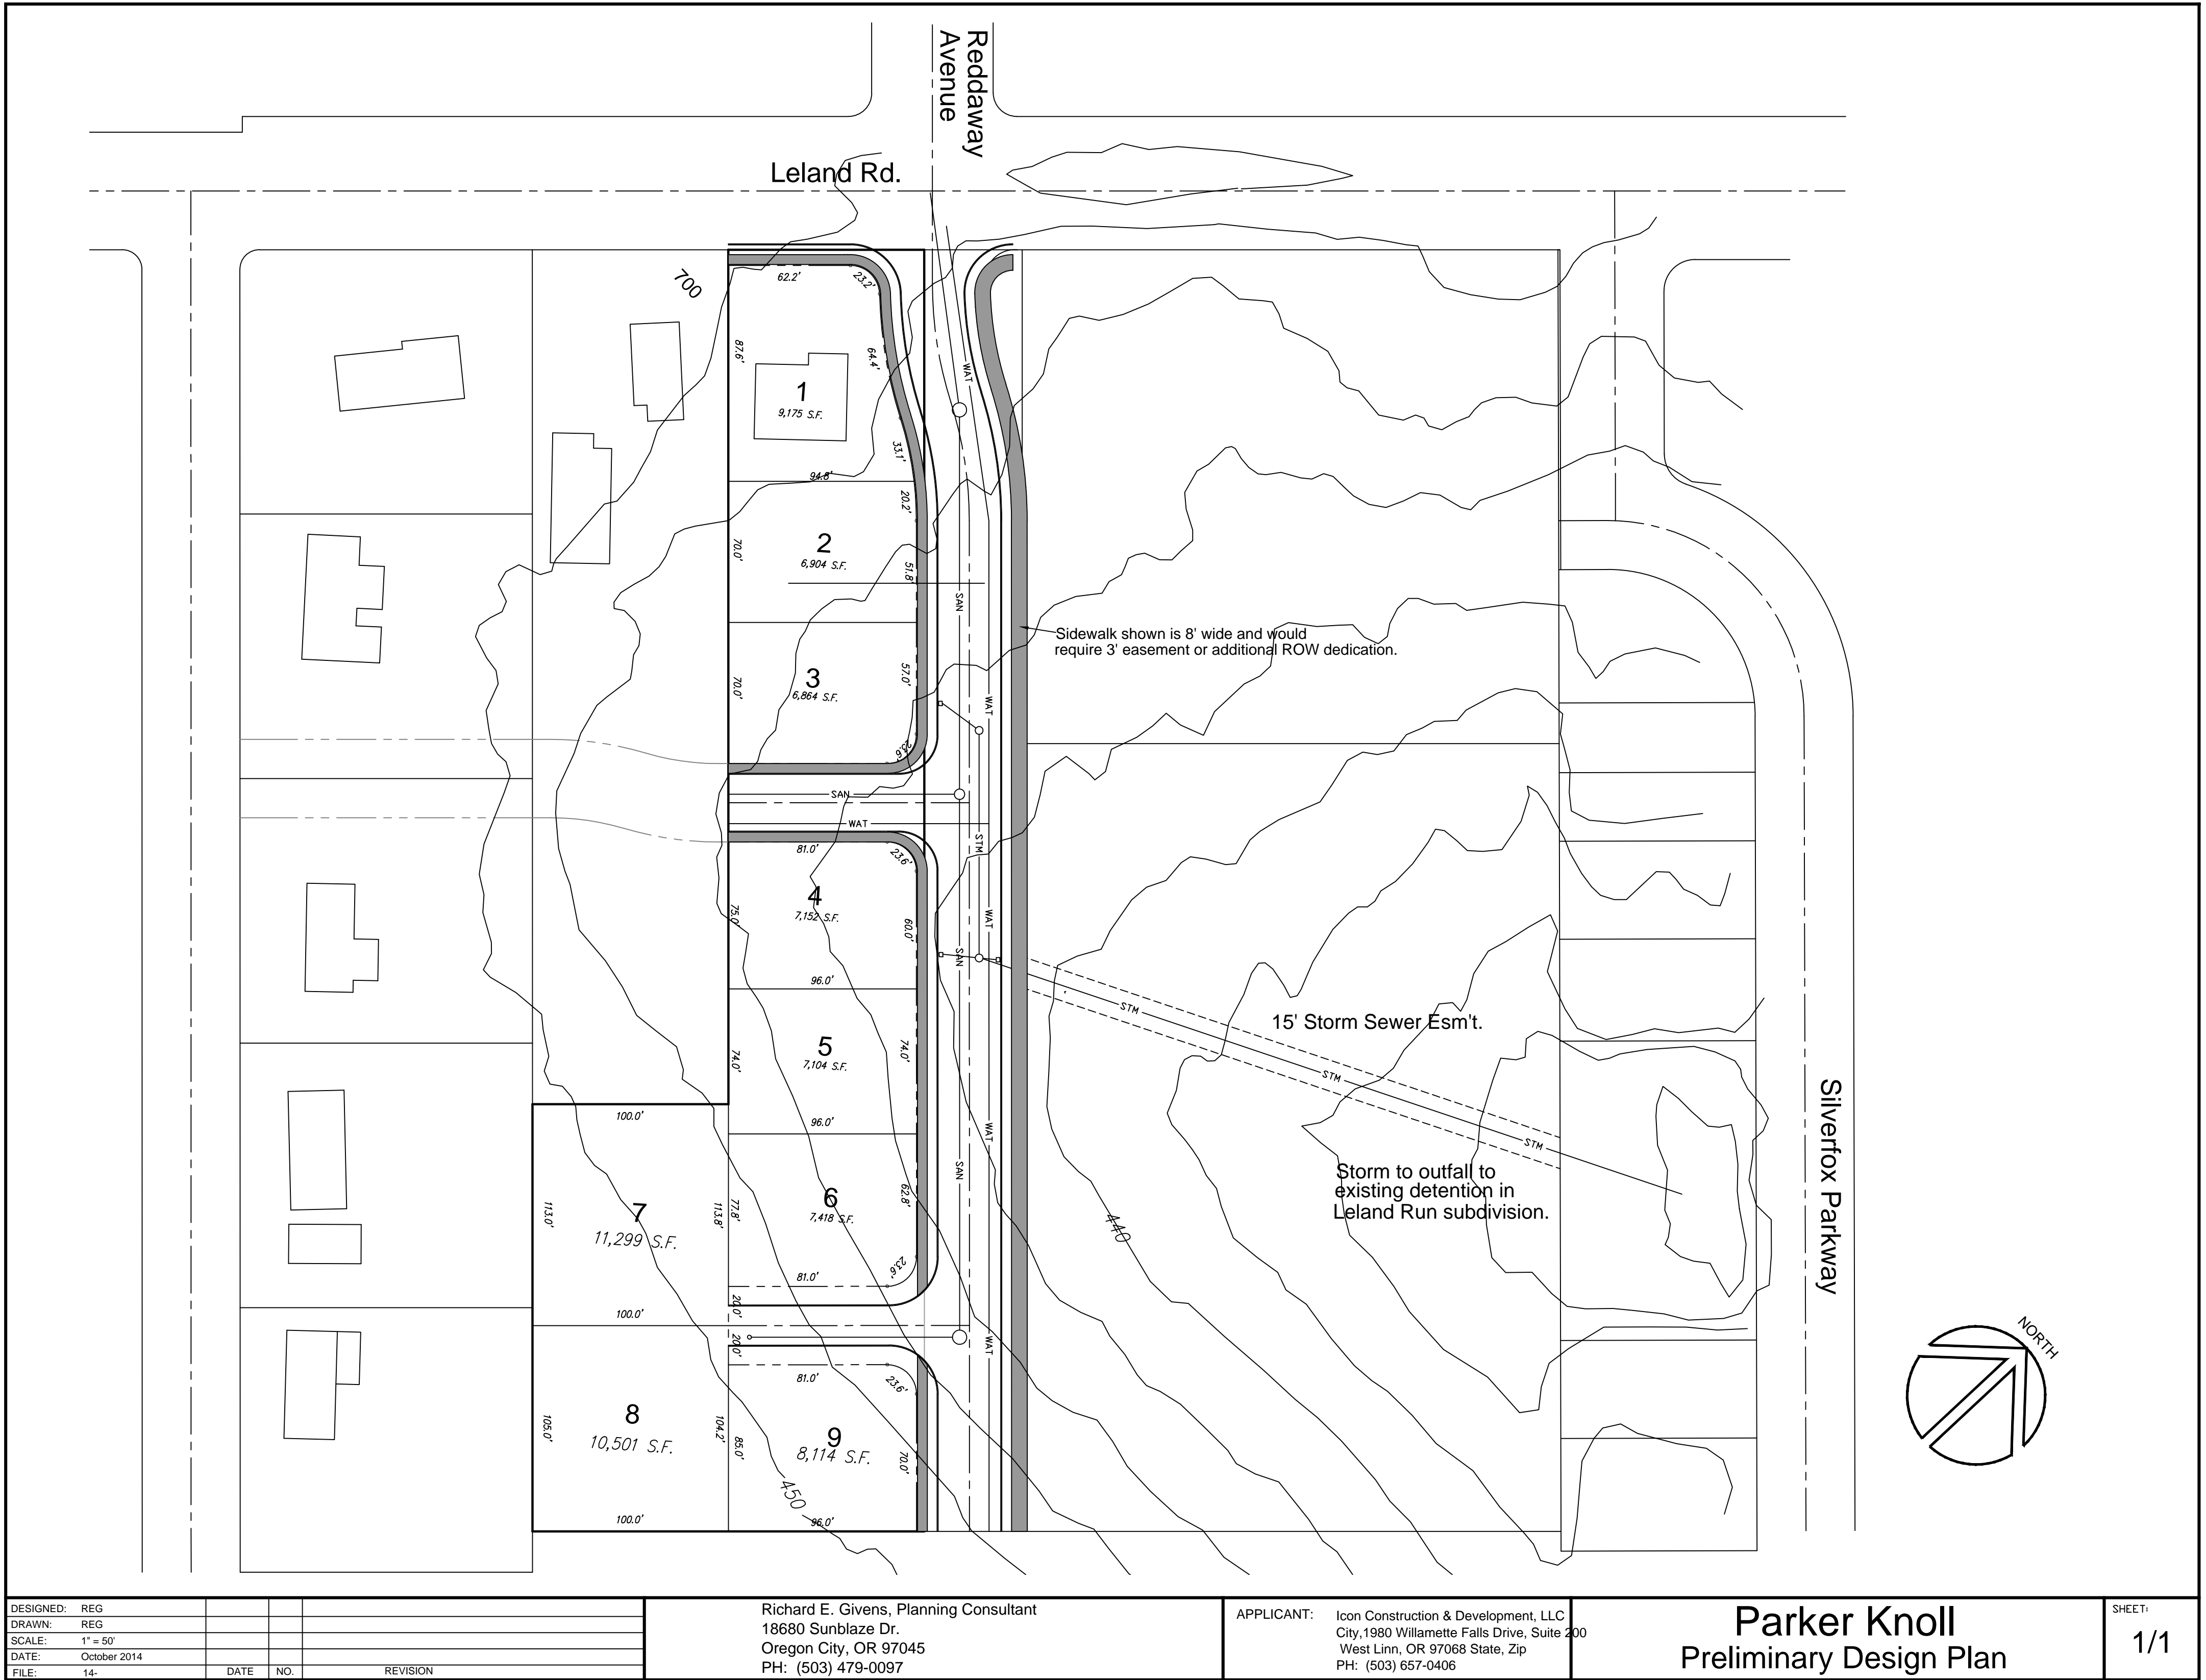 Reddaway
Avenue
Leland Rd.
700
62.2'
23.2'
87.6'
64.4'
WAT
1
9,175 S.F.
33.1'
94.8'
20.2'
2
6,904 S.F.
70.0'
51.8'
SAN
Sidewalk shown is 8' wide and would
require 3' easement or additional ROW dedication.
3
6,864 S.F.
70.0'
57.0'
WAT
23.6'
SAN
WAT
STM
81.0'
23.6'
4
7,152 S.F.
75.0'
60.0'
WAT
SAN
96.0'
STM
15' Storm Sewer Esm't.
5
7,104 S.F.
74.0'
74.0'
STM
100.0'
96.0'
WAT
STM
SAN
Storm to outfall to
existing detention in
Leland Run subdivision.
Silverfox Parkway
7
11,299 S.F.
113.0'
113.8'
77.8'
6
7,418 S.F.
62.8'
440
23.6'
81.0'
20.0'
100.0'
20.0'
WAT
NORTH
81.0'
23.6'
8
10,501 S.F.
105.0'
104.2'
85.0'
9
8,114 S.F.
70.0'
450
100.0'
96.0'
DESIGNED: REG
DRAWN: REG
SCALE: 1" = 50'
DATE: October 2014
FILE: 14-
DATE NO. REVISION
Richard E. Givens, Planning Consultant
18680 Sunblaze Dr.
Oregon City, OR 97045
PH: (503) 479-0097
APPLICANT: Icon Construction & Development, LLC
City,1980 Willamette Falls Drive, Suite 200
West Linn, OR 97068 State, Zip
PH: (503) 657-0406
Parker Knoll
Preliminary Design Plan
SHEET:
1/1